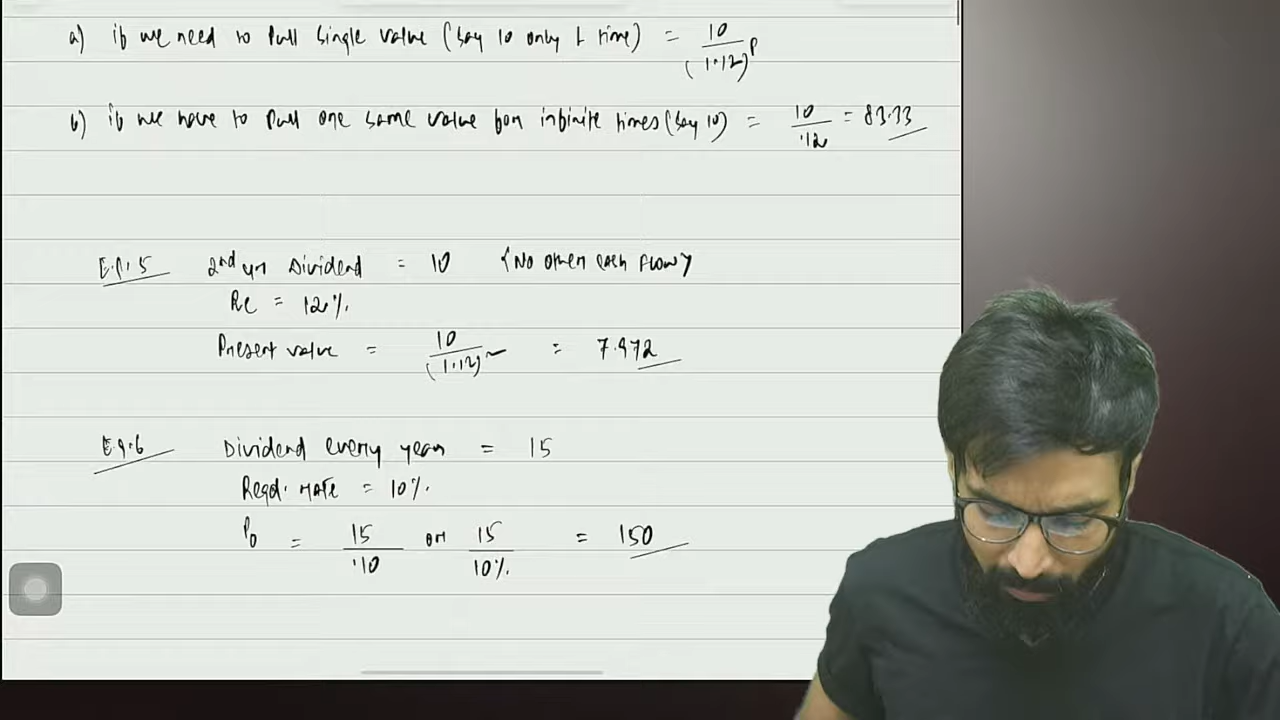 a) if we need to Pull Single value (Say 10 only 1 time) = 10/(1.12)^P
b) if we have to Pull one same value for infinite times (Say 10) = 10/.12 = 83.33
E.g. 5 2nd yr Dividend = 10 {No other cash flow}
Re = 12%.
Present value = 10/(1.12)^2 = 7.972
E.g. 6 Dividend every year = 15
Reqd. rate = 10%.
P0 = 15/.10 or 15/10% = 150